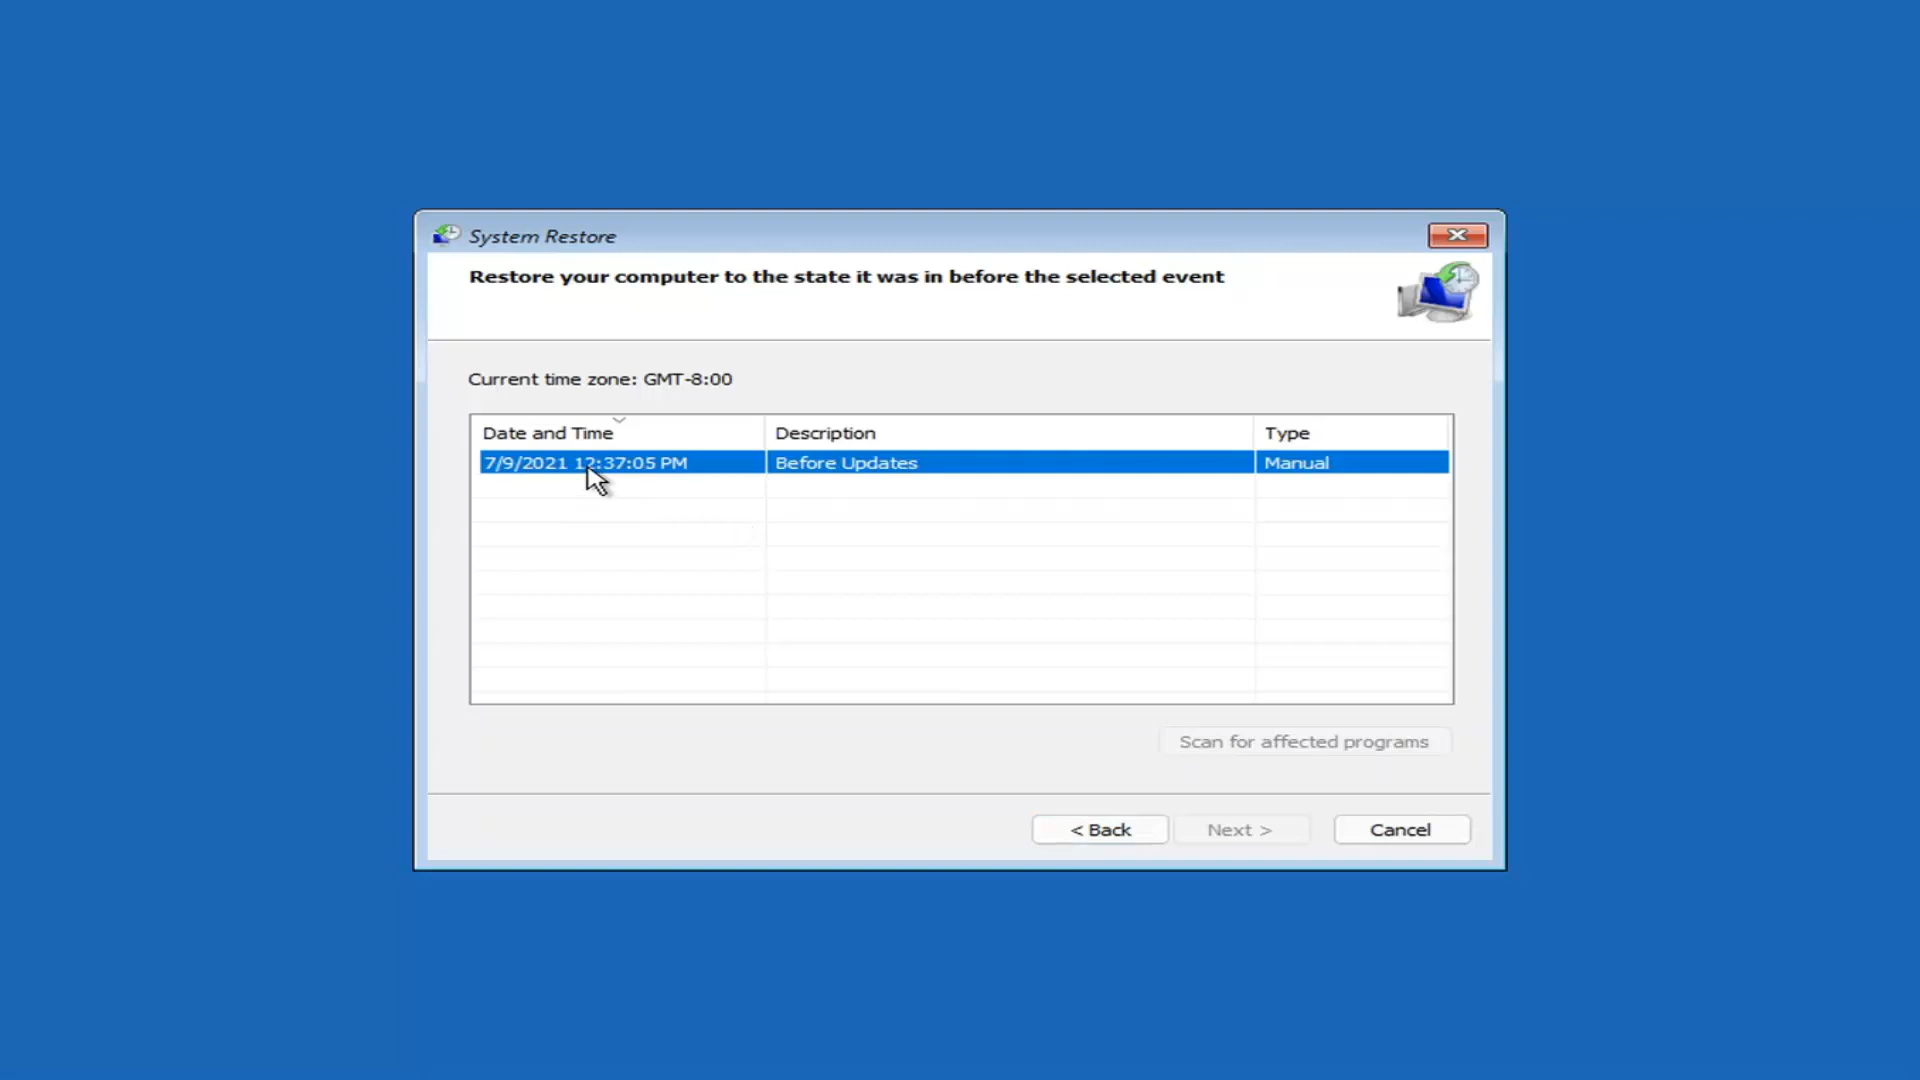 System Restore
Restore your computer to the state it was in before the selected event
Current time zone: GMT-8:00
Date and Time Description Type
7/9/2021 12:37:05 PM Before Updates Manual
Scan for affected programs
< Back Next > Cancel